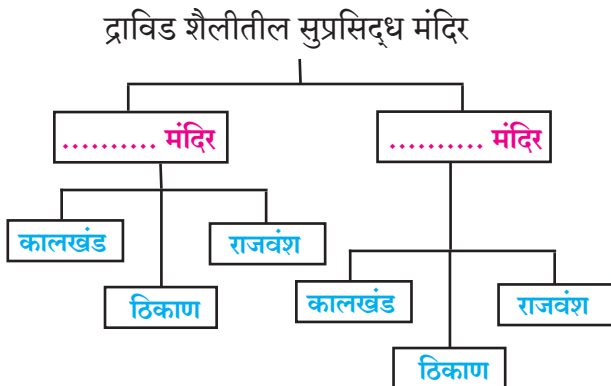 द्राविड शैलीतील सुप्रसिद्ध मंदिर
.......... मंदिर
.......... मंदिर
कालखंड
राजवंश
ठिकाण
कालखंड
राजवंश
ठिकाण